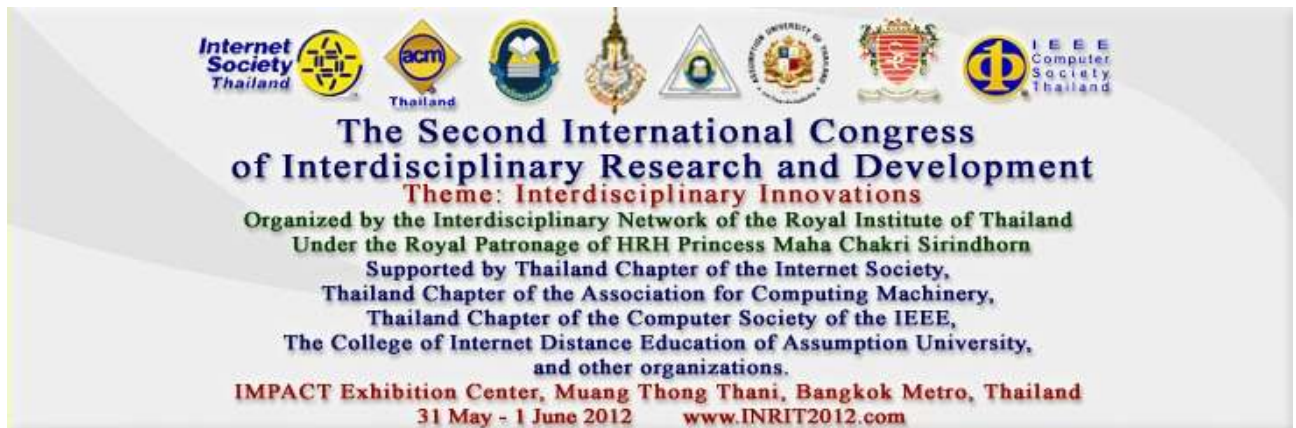 Internet
Society
Thailand
acm
Thailand
ASSUMPTION UNIVERSITY OF THAILAND
IEEE
Computer
Society
Thailand
The Second International Congress
of Interdisciplinary Research and Development
Theme: Interdisciplinary Innovations
Organized by the Interdisciplinary Network of the Royal Institute of Thailand
Under the Royal Patronage of HRH Princess Maha Chakri Sirindhorn
Supported by Thailand Chapter of the Internet Society,
Thailand Chapter of the Association for Computing Machinery,
Thailand Chapter of the Computer Society of the IEEE,
The College of Internet Distance Education of Assumption University,
and other organizations.
IMPACT Exhibition Center, Muang Thong Thani, Bangkok Metro, Thailand
31 May - 1 June 2012 www.INRIT2012.com